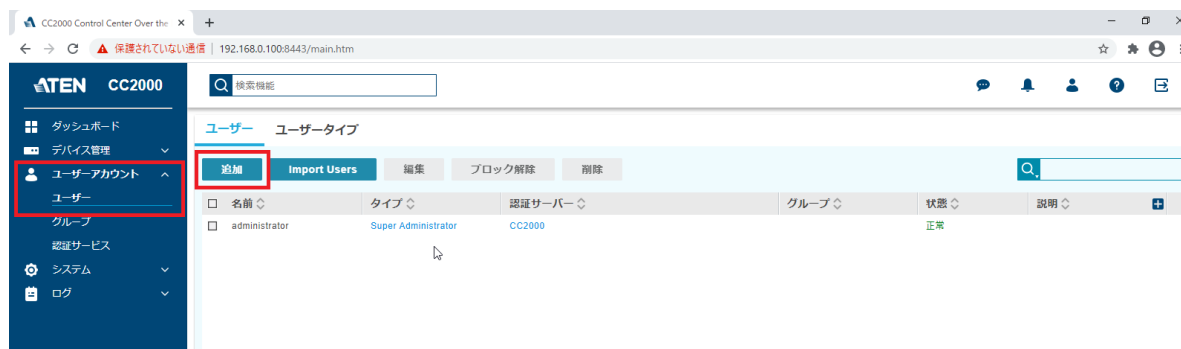 CC2000 Control Center Over the
保護されていない通信 | 192.168.0.100:8443/main.htm
ATEN CC2000
検索機能
ダッシュボード
デバイス管理
ユーザーアカウント
ユーザー
グループ
認証サービス
システム
ログ
ユーザー ユーザータイプ
追加 Import Users 編集 ブロック解除 削除
名前 タイプ 認証サーバー グループ 状態 説明
administrator Super Administrator CC2000 正常